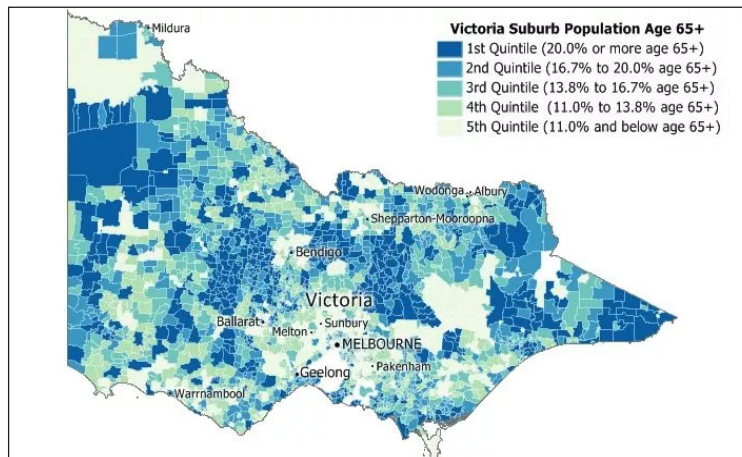 Victoria Suburb Population Age 65+
1st Quintile (20.0% or more age 65+)
2nd Quintile (16.7% to 20.0% age 65+)
3rd Quintile (13.8% to 16.7% age 65+)
4th Quintile (11.0% to 13.8% age 65+)
5th Quintile (11.0% and below age 65+)
Mildura
Wodonga
Albury
Shepparton-Mooroopna
Bendigo
Victoria
Ballarat
Sunbury
Melton
MELBOURNE
Geelong
Pakenham
Warrnambool